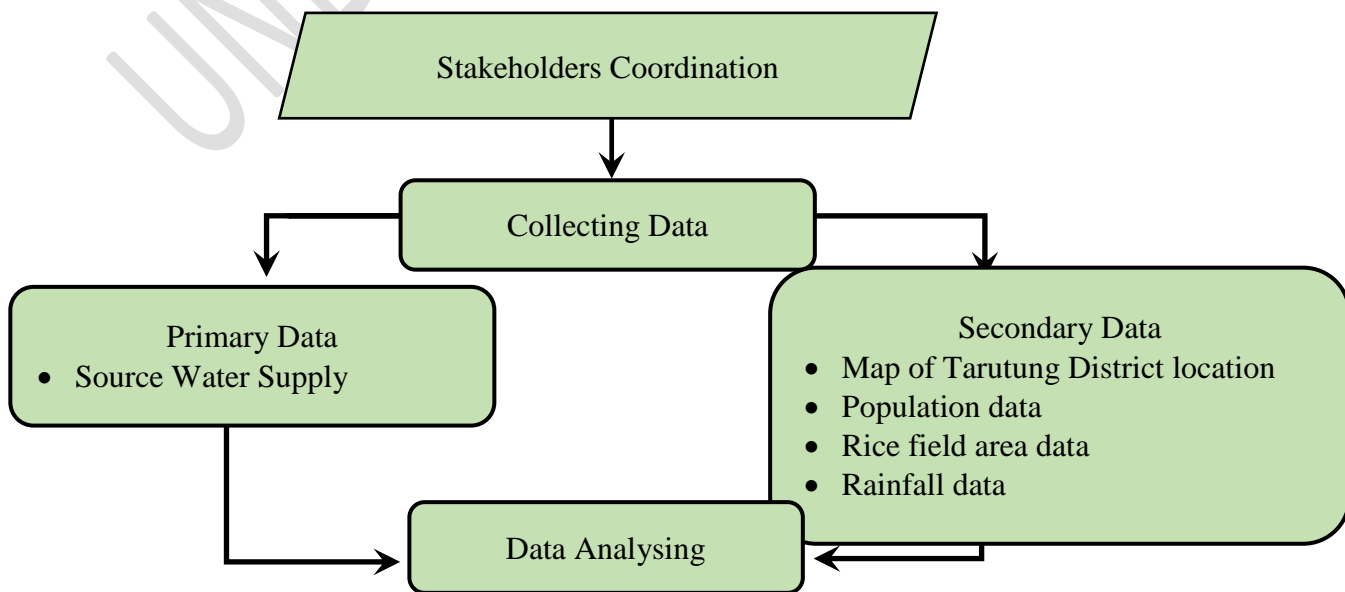 Stakeholders Coordination
Collecting Data
Primary Data
• Source Water Supply
Secondary Data
• Map of Tarutung District location
• Population data
• Rice field area data
• Rainfall data
Data Analysing